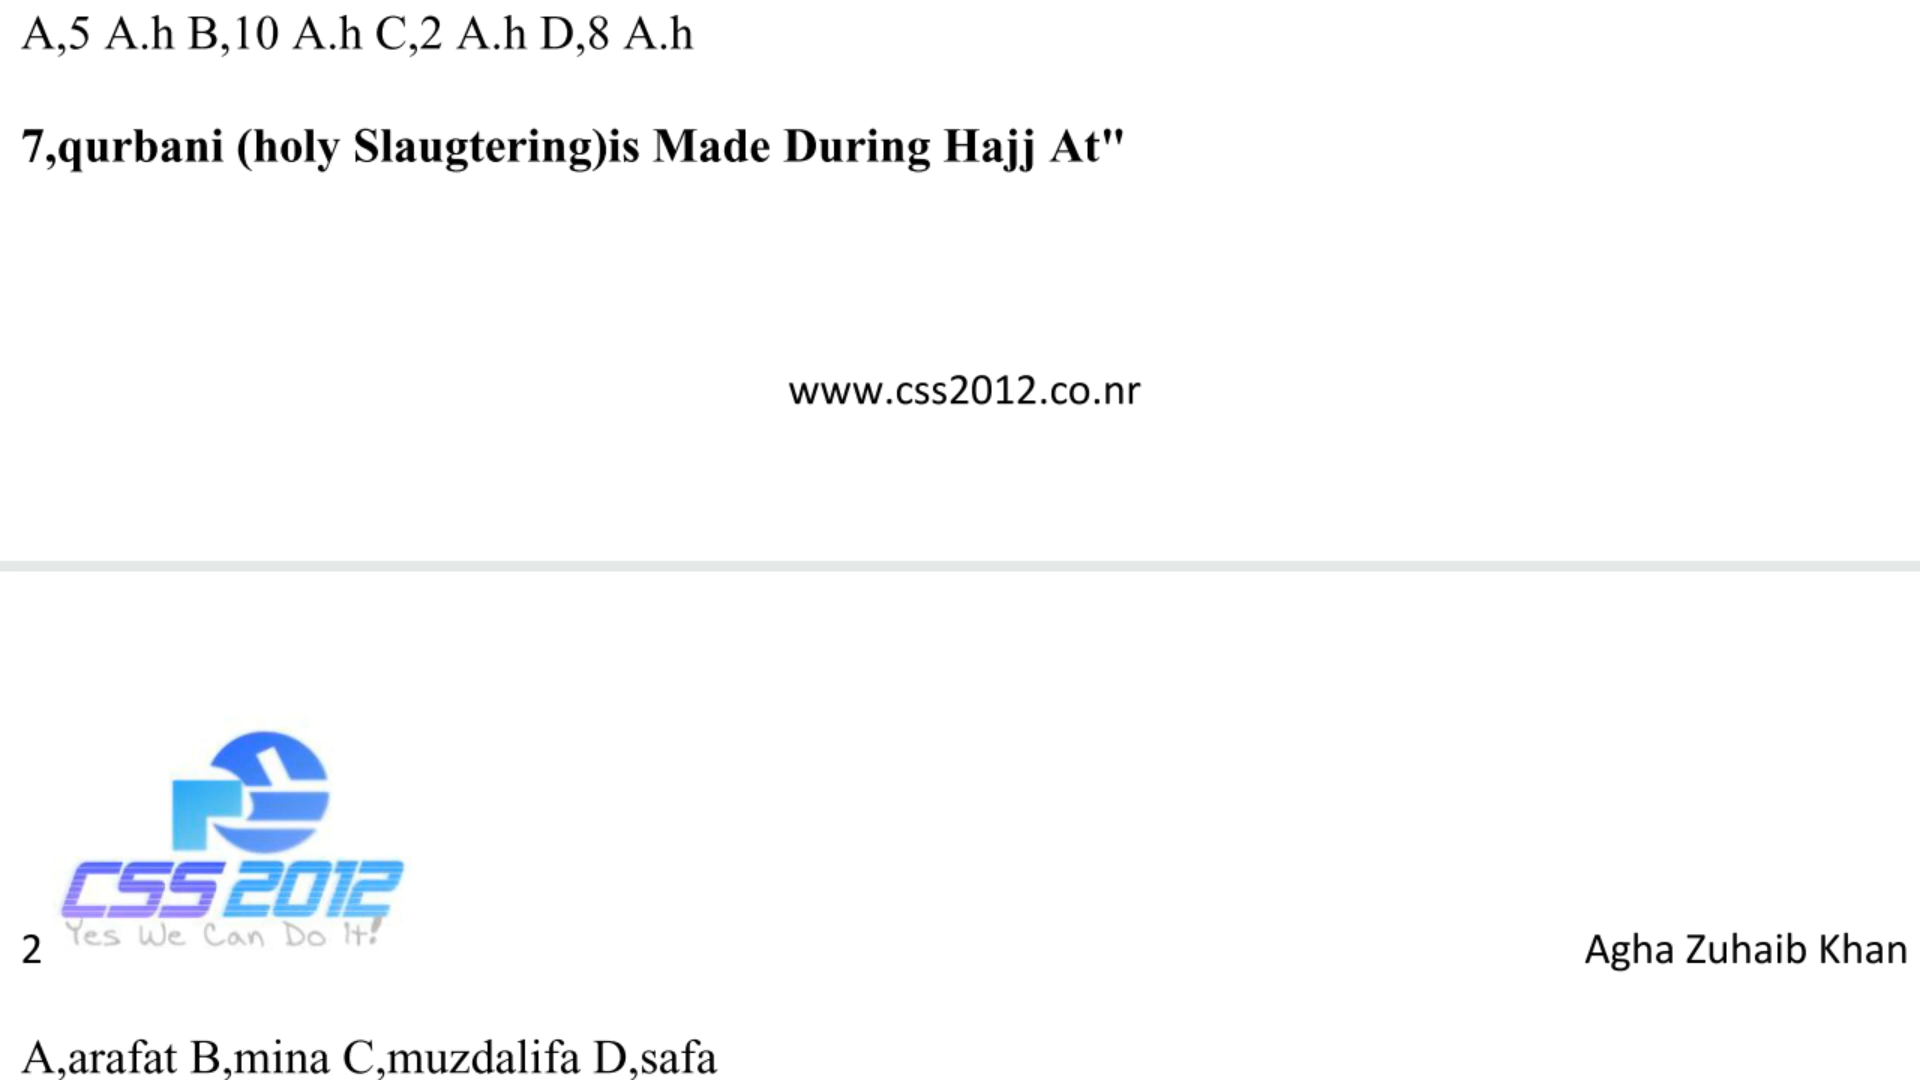 A,5 A.h B,10 A.h C,2 A.h D,8 A.h
7,qurbani (holy Slaugtering)is Made During Hajj At"
www.css2012.co.nr
CSS 2012
Yes We Can Do It!
2
Agha Zuhaib Khan
A,arafat B,mina C,muzdalifa D,safa